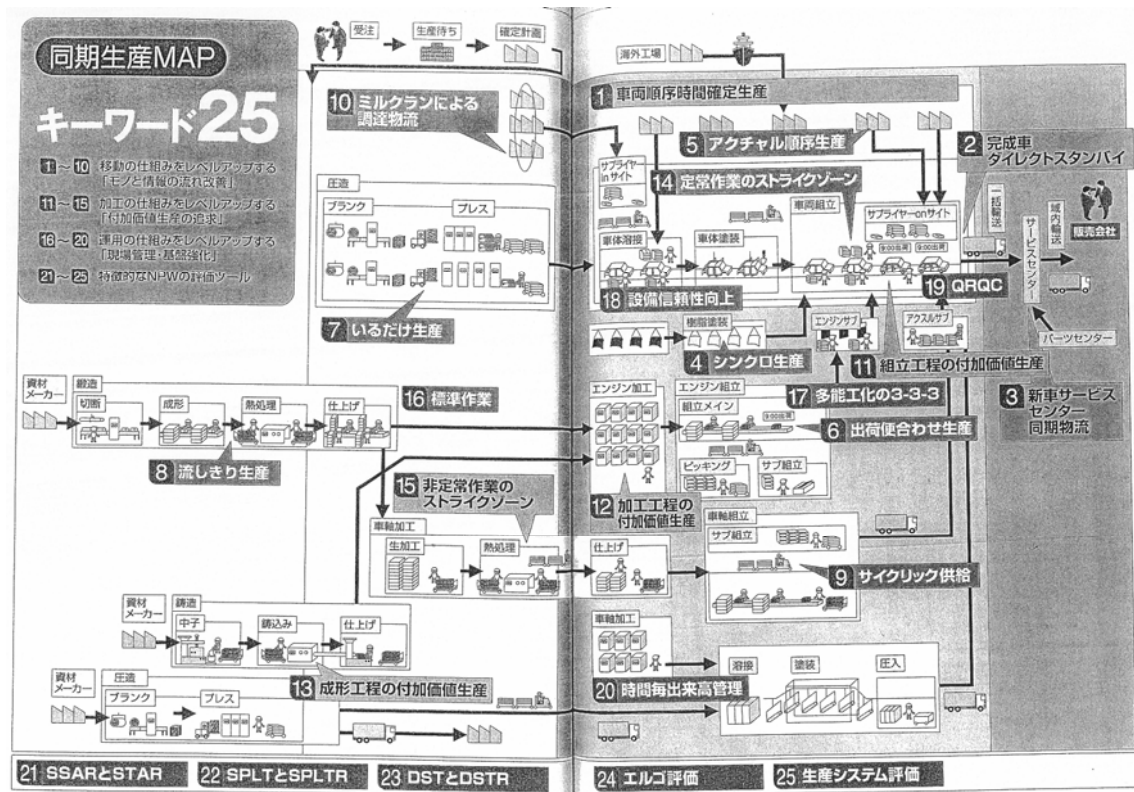 同期生産MAP
キーワード25
1～10 移動の仕組みをレベルアップする
「モノと情報の流れ改善」
11～15 加工の仕組みをレベルアップする
「付加価値生産の追求」
16～20 運用の仕組みをレベルアップする
「現場管理・基盤強化」
21～25 特徴的なNPWの評価ツール
受注
生産待ち
確定計画
海外工場
1 車両順序時間確定生産
10 ミルクランによる
調達物流
5 アクチャル順序生産
2 完成車
ダイレクトスタンバイ
サプライヤ
inサイト
14 定常作業のストライクゾーン
車両組立
サプライヤーonサイト
9:00出荷
9:00出荷
一括輸送
域内輸送
販売会社
サービスセンター
パーツセンター
圧造
ブランク
プレス
車体溶接
車体塗装
18 設備信頼性向上
19 QRQC
7 いるだけ生産
樹脂塗装
4 シンクロ生産
エンジンサブ
アクスルサブ
11 組立工程の付加価値生産
資材
メーカー
鍛造
切断
成形
熱処理
仕上げ
16 標準作業
エンジン加工
エンジン組立
組立メイン
9:00出荷
17 多能工化の3-3-3
3 新車サービス
センター
同期物流
6 出荷便合わせ生産
8 流しきり生産
ピッキング
サブ組立
15 非定常作業の
ストライクゾーン
12 加工工程の
付加価値生産
車軸加工
生加工
熱処理
仕上げ
車軸組立
サブ組立
9 サイクリック供給
資材
メーカー
鋳造
中子
鋳込み
仕上げ
車軸加工
溶接
塗装
圧入
13 成形工程の付加価値生産
20 時間毎出来高管理
資材
メーカー
圧造
ブランク
プレス
21 SSARとSTAR
22 SPLTとSPLTR
23 DSTとDSTR
24 エルゴ評価
25 生産システム評価